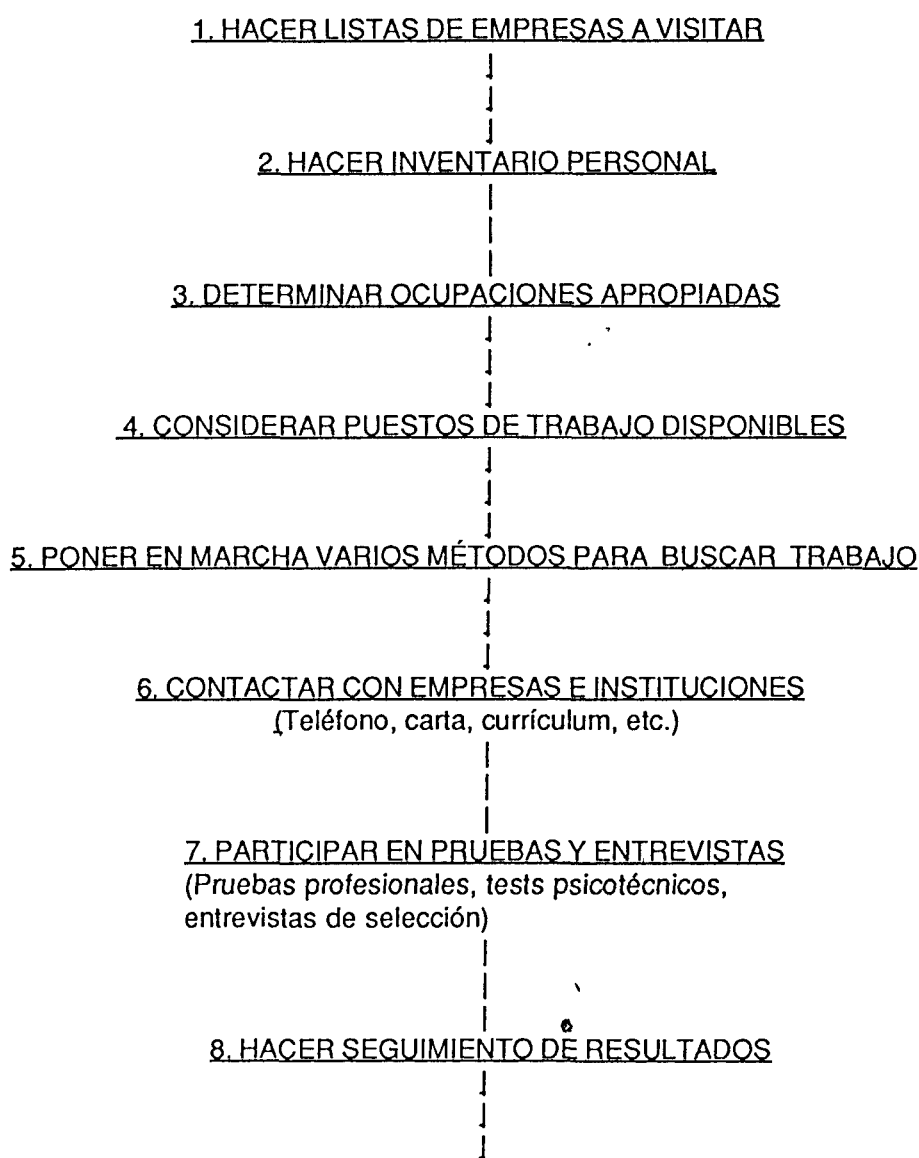 1. HACER LISTAS DE EMPRESAS A VISITAR
2. HACER INVENTARIO PERSONAL
3. DETERMINAR OCUPACIONES APROPIADAS
4. CONSIDERAR PUESTOS DE TRABAJO DISPONIBLES
5. PONER EN MARCHA VARIOS MÉTODOS PARA BUSCAR TRABAJO
6. CONTACTAR CON EMPRESAS E INSTITUCIONES
(Teléfono, carta, currículum, etc.)
7. PARTICIPAR EN PRUEBAS Y ENTREVISTAS
(Pruebas profesionales, tests psicotécnicos,
entrevistas de selección)
8. HACER SEGUIMIENTO DE RESULTADOS